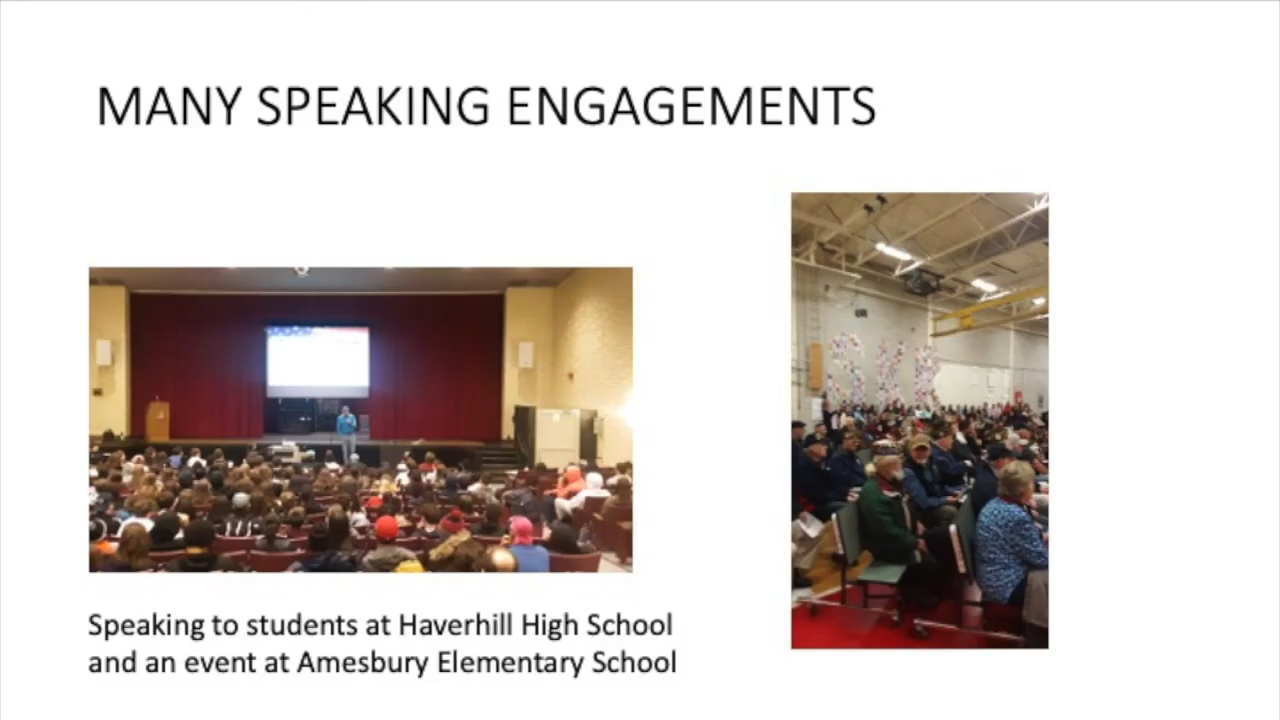 MANY SPEAKING ENGAGEMENTS
Speaking to students at Haverhill High School
and an event at Amesbury Elementary School